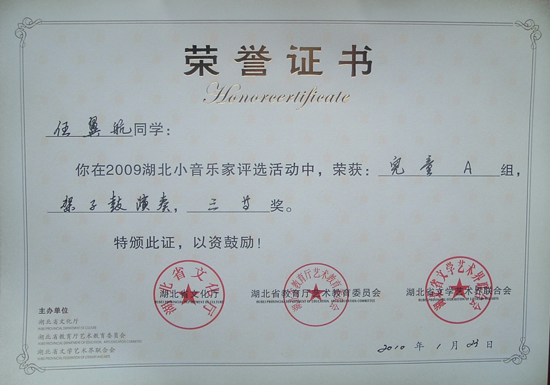 荣誉证书
Honorcertificate
任翼航同学：
你在2009湖北小音乐家评选活动中，荣获：儿童 A 组，
架子鼓演奏，三等奖。
特颁此证，以资鼓励！
湖北省文化厅 湖北省教育厅艺术教育委员会 湖北省文学艺术界联合会
主办单位
湖北省文化厅
湖北省教育厅艺术教育委员会
湖北省文学艺术界联合会
2010 年 1 月 23 日